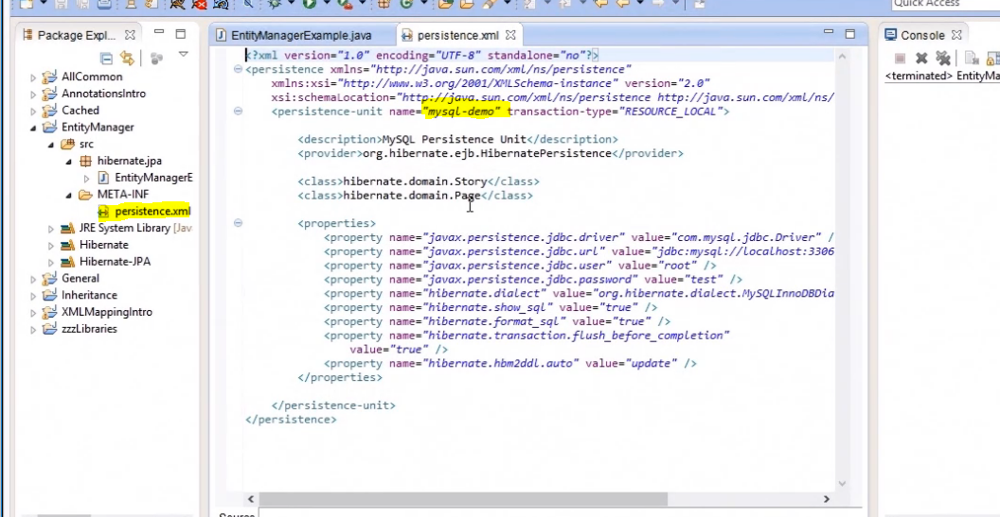 Quick Access
Package Expl...
EntityManagerExample.java
persistence.xml
Console
AllCommon
AnnotationsIntro
Cached
EntityManager
src
hibernate.jpa
EntityManagerE
META-INF
persistence.xml
JRE System Library [Jav
Hibernate
Hibernate-JPA
General
Inheritance
XMLMappingIntro
zzzLibraries
<?xml version="1.0" encoding="UTF-8" standalone="no"?>
<persistence xmlns="http://java.sun.com/xml/ns/persistence"
xmlns:xsi="http://www.w3.org/2001/XMLSchema-instance" version="2.0"
xsi:schemaLocation="http://java.sun.com/xml/ns/persistence http://java.sun.com/xml/ns/
<persistence-unit name="mysql-demo" transaction-type="RESOURCE_LOCAL">
<description>MySQL Persistence Unit</description>
<provider>org.hibernate.ejb.HibernatePersistence</provider>
<class>hibernate.domain.Story</class>
<class>hibernate.domain.Page</class>
<properties>
<property name="javax.persistence.jdbc.driver" value="com.mysql.jdbc.Driver" /
<property name="javax.persistence.jdbc.url" value="jdbc:mysql://localhost:3306
<property name="javax.persistence.jdbc.user" value="root" />
<property name="javax.persistence.jdbc.password" value="test" />
<property name="hibernate.dialect" value="org.hibernate.dialect.MySQLInnoDBDia
<property name="hibernate.show_sql" value="true" />
<property name="hibernate.format_sql" value="true" />
<property name="hibernate.transaction.flush_before_completion"
value="true" />
<property name="hibernate.hbm2ddl.auto" value="update" />
</properties>
</persistence-unit>
</persistence>
<terminated> EntityMa
Source